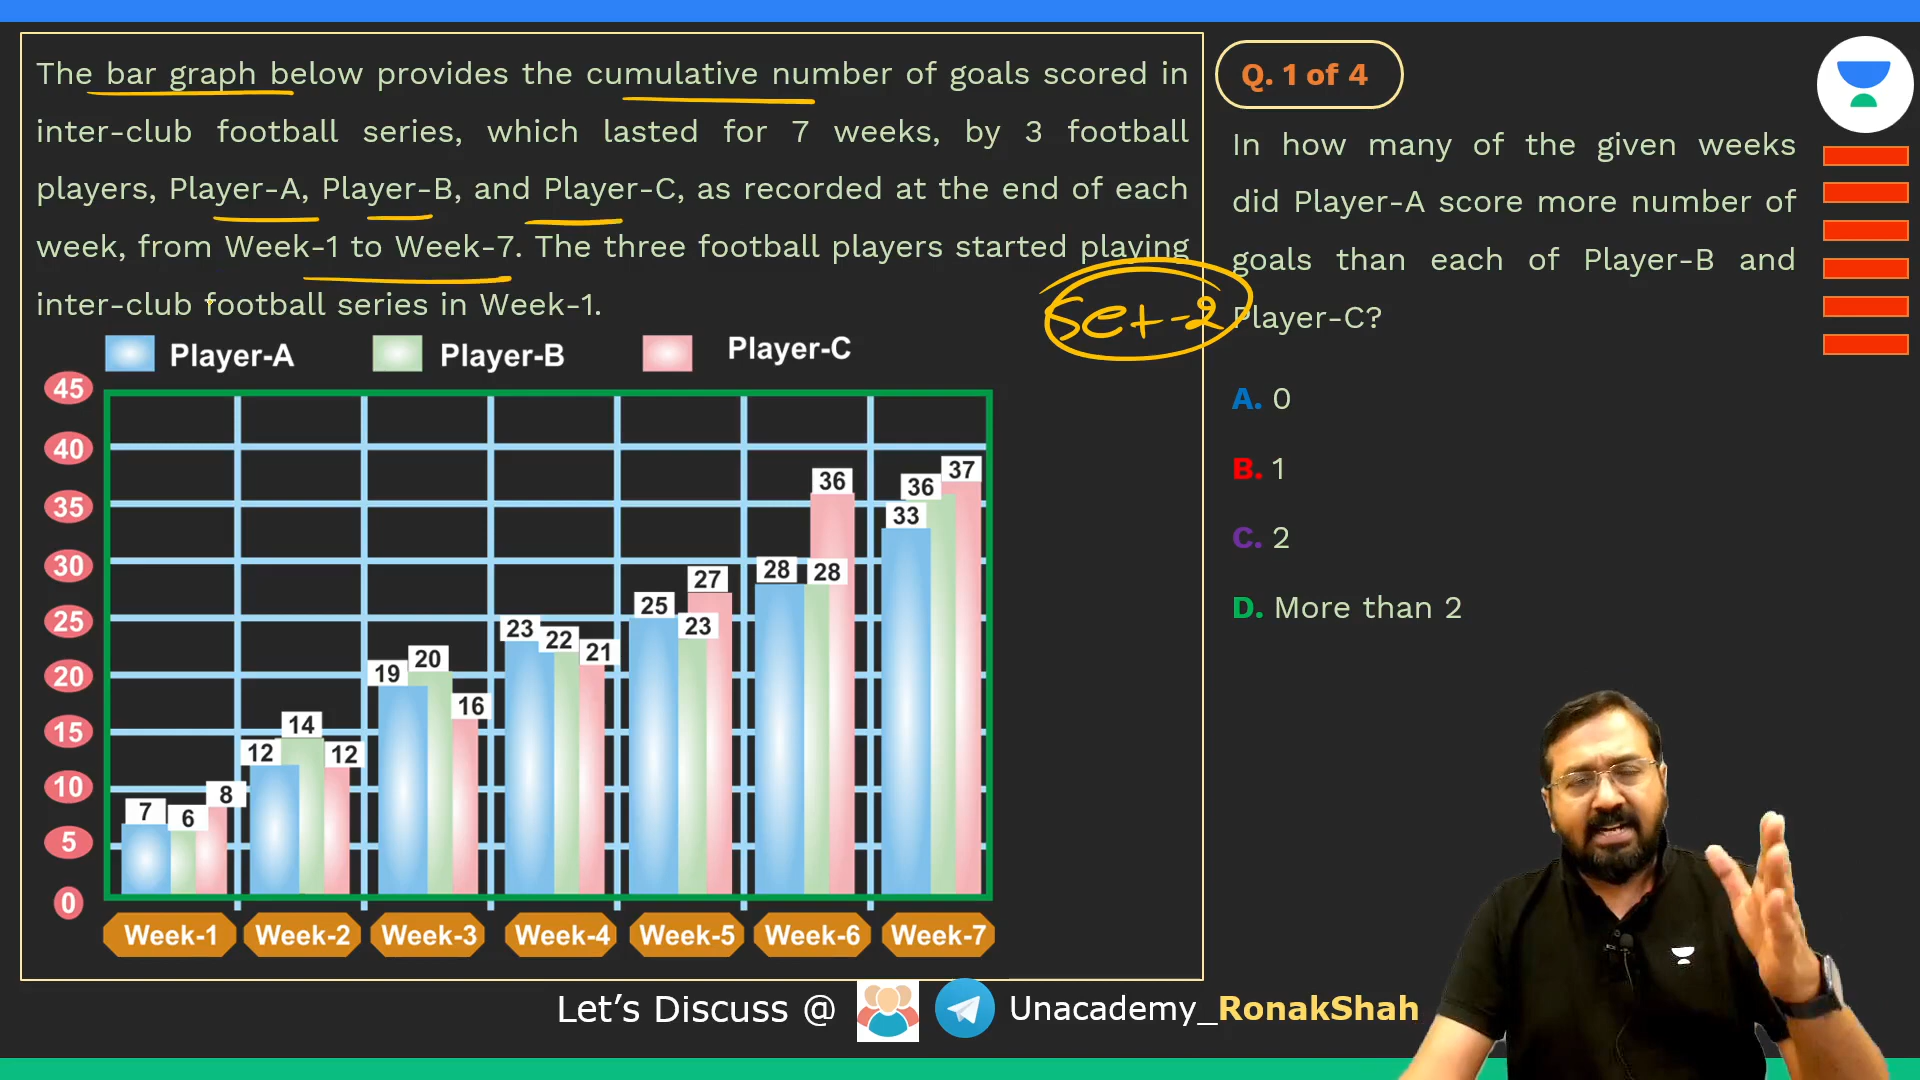 The bar graph below provides the cumulative number of goals scored in
inter-club football series, which lasted for 7 weeks, by 3 football
players, Player-A, Player-B, and Player-C, as recorded at the end of each
week, from Week-1 to Week-7. The three football players started playing
inter-club football series in Week-1.
Set-2
Player-A Player-B Player-C
45
40
35
30
25
20
15
10
5
0
7 6 8
12 14 12
19 20 16
23 22 21
25 23 27
28 28 36
33 36 37
Week-1 Week-2 Week-3 Week-4 Week-5 Week-6 Week-7
Q. 1 of 4
In how many of the given weeks
did Player-A score more number of
goals than each of Player-B and
Player-C?
A. 0
B. 1
C. 2
D. More than 2
Let's Discuss @ Unacademy_RonakShah